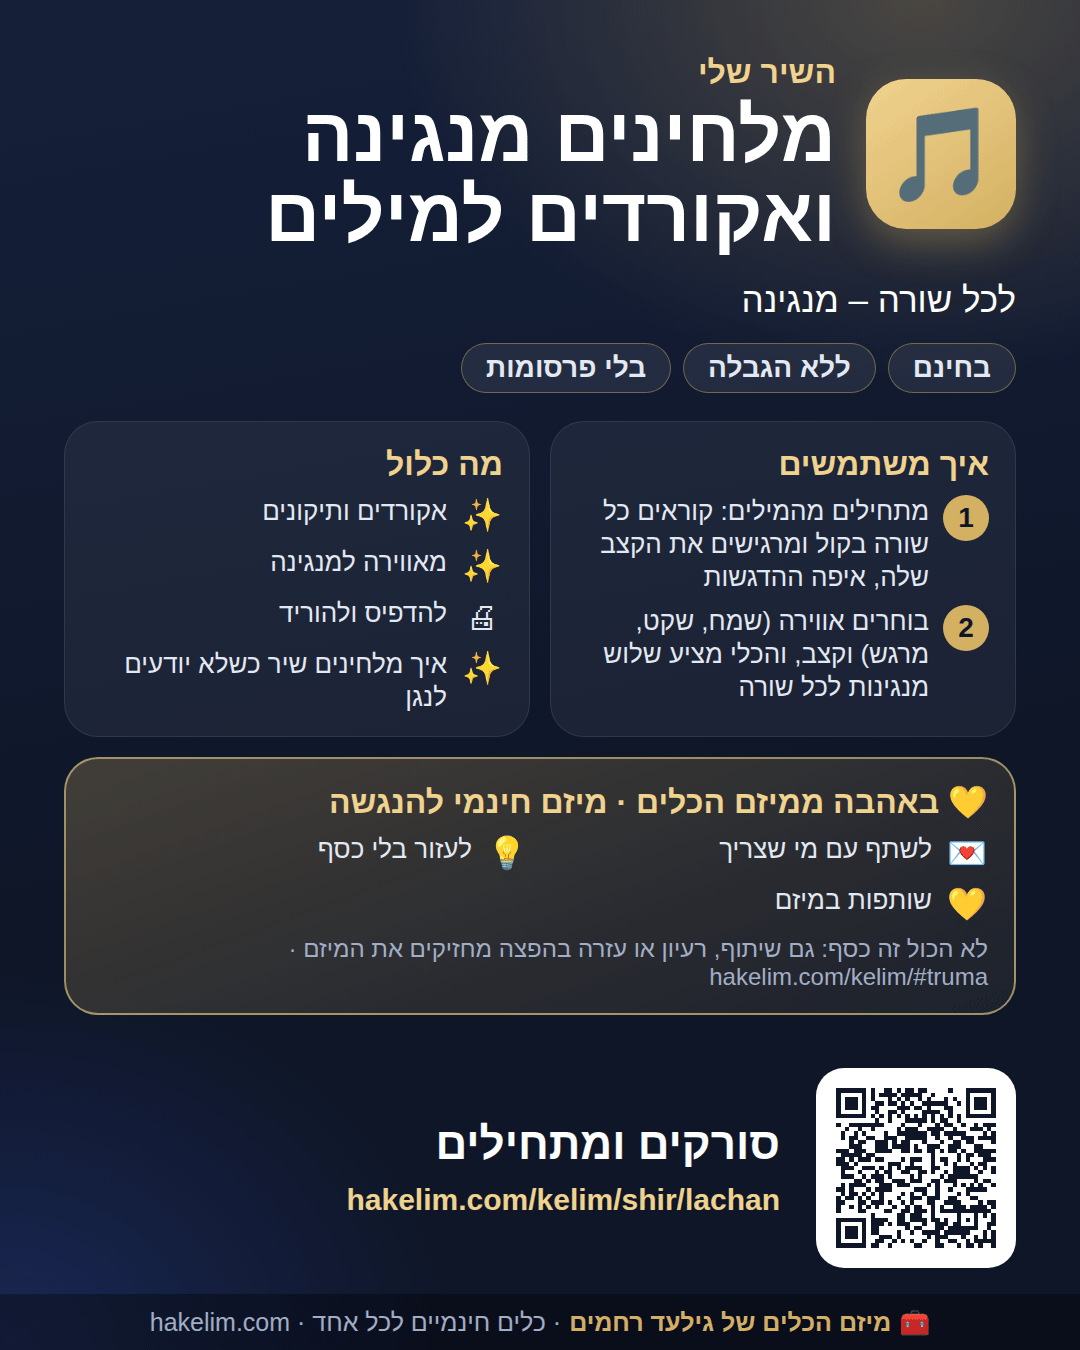 השיר שלי
מלחינים מנגינה
ואקורדים למילים
לכל שורה – מנגינה
בחינם
ללא הגבלה
בלי פרסומות
איך משתמשים
1
מתחילים מהמילים: קוראים כל
שורה בקול ומרגישים את הקצב
שלה, איפה ההדגשות
2
בוחרים אווירה (שמח, שקט,
מרגש) וקצב, והכלי מציע שלוש
מנגינות לכל שורה
מה כלול
אקורדים ותיקונים
מאווירה למנגינה
להדפיס ולהוריד
איך מלחינים שיר כשלא יודעים
לנגן
באהבה ממיזם הכלים · מיזם חינמי להנגשה
לשתף עם מי שצריך
לעזור בלי כסף
שותפות במיזם
לא הכול זה כסף: גם שיתוף, רעיון או עזרה בהפצה מחזיקים את המיזם ·
hakelim.com/kelim/#truma
סורקים ומתחילים
hakelim.com/kelim/shir/lachan
מיזם הכלים של גילעד רחמים · כלים חינמיים לכל אחד · hakelim.com